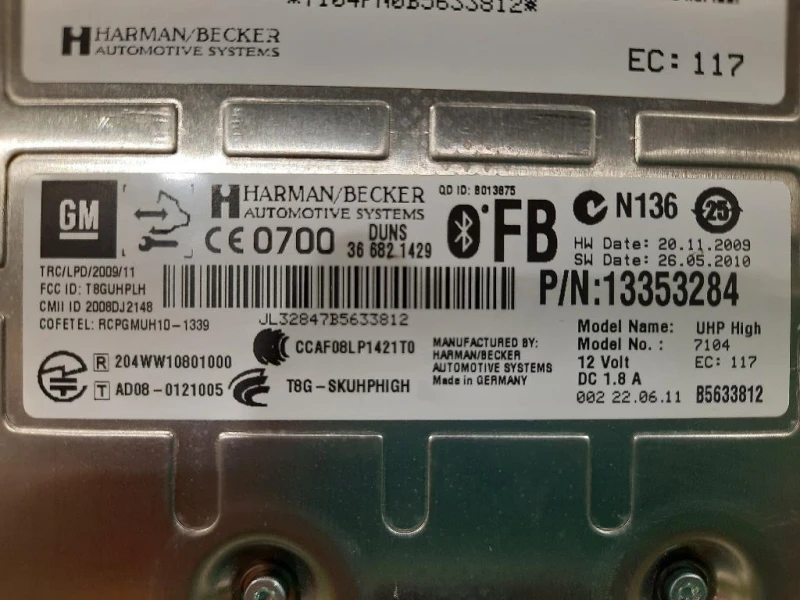 *7104PN0B5633812*
HARMAN/BECKER
AUTOMOTIVE SYSTEMS
EC: 117
GM
HARMAN/BECKER
AUTOMOTIVE SYSTEMS
QD ID: B013875
°FB
N136
25
CE 0700
DUNS
36 682 1429
HW Date: 20.11.2009
SW Date: 26.05.2010
TRC/LPD/2009/11
FCC ID: T8GUHPLH
CMII ID 2008DJ2148
COFETEL: RCPGMUH10-1339
JL32847B5633812
P/N:13353284
R 204WW10801000
T AD08-0121005
CCAF08LP1421T0
T8G-SKUHPHIGH
MANUFACTURED BY:
HARMAN/BECKER
AUTOMOTIVE SYSTEMS
Made in GERMANY
Model Name: UHP High
Model No.: 7104
12 Volt EC: 117
DC 1.8 A
002 22.06.11 B5633812